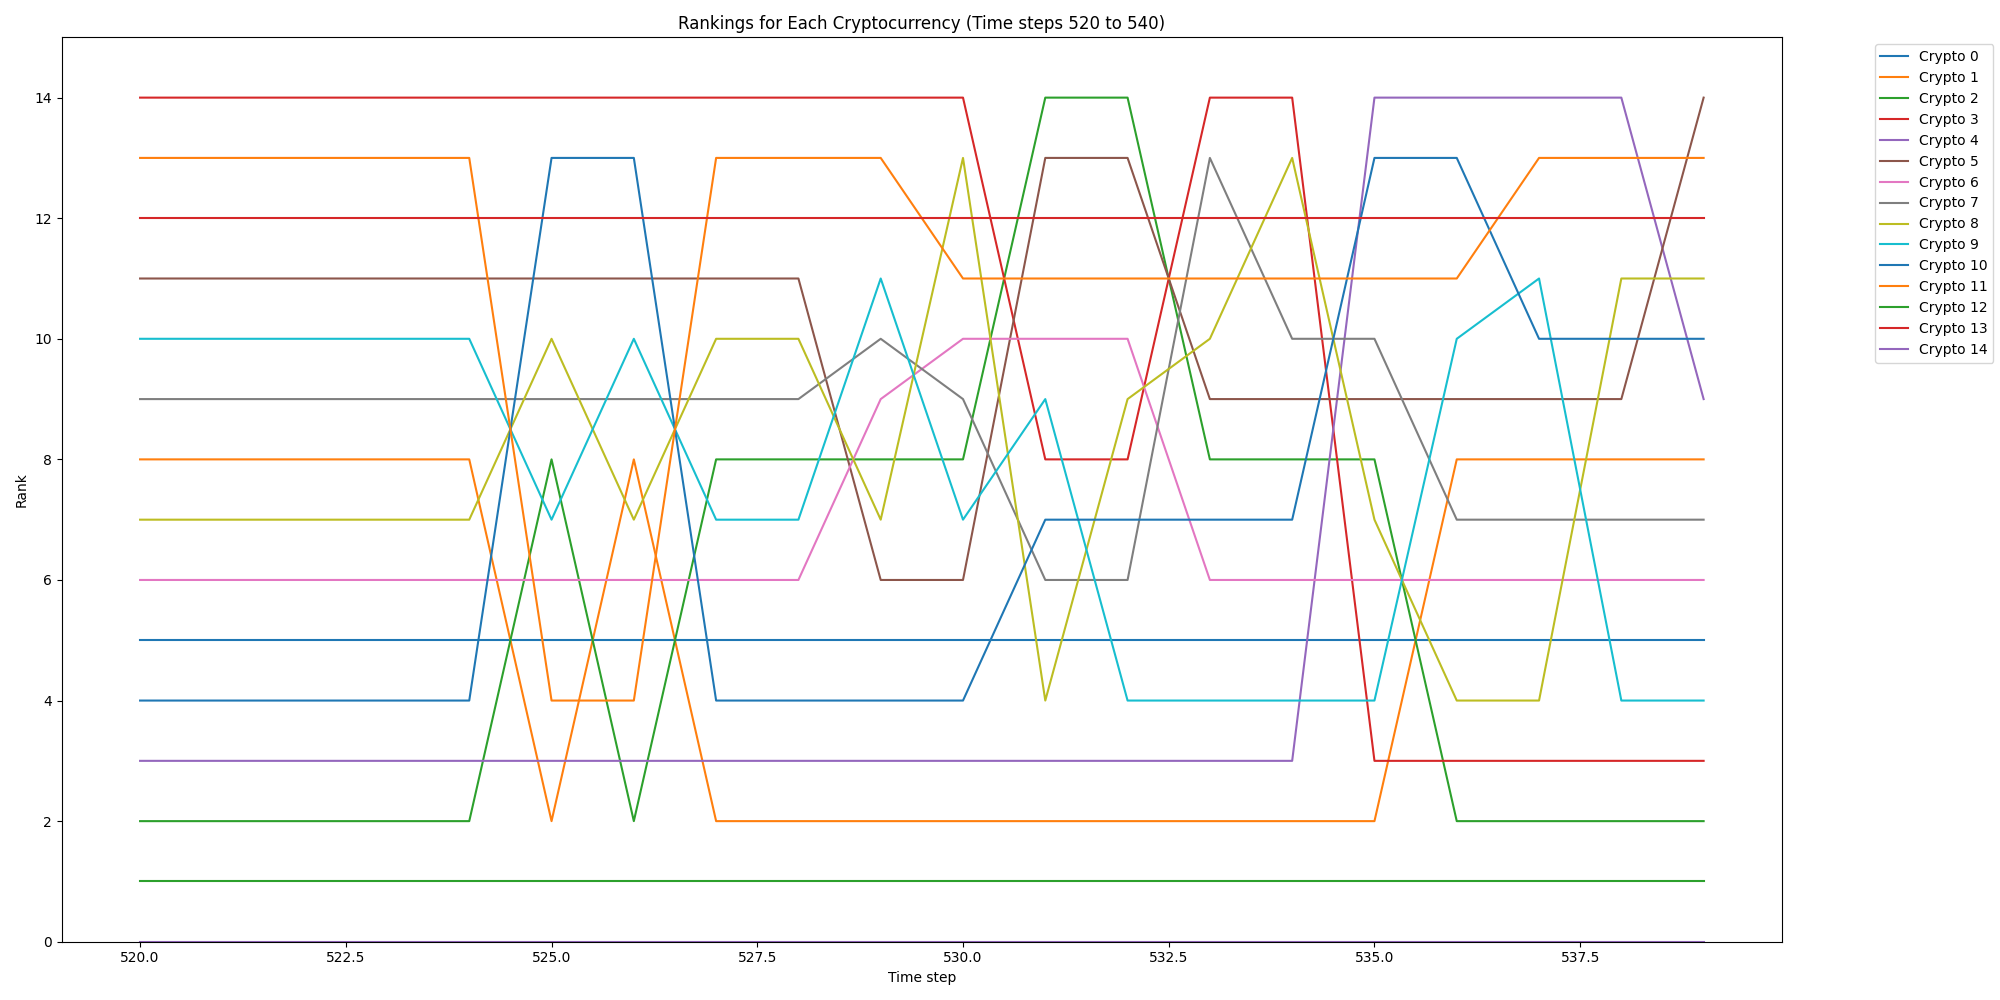 Rankings for Each Cryptocurrency (Time steps 520 to 540)
Rank
14
12
10
8
6
4
2
0
520.0 522.5 525.0 527.5 530.0 532.5 535.0 537.5
Time step
Crypto 0
Crypto 1
Crypto 2
Crypto 3
Crypto 4
Crypto 5
Crypto 6
Crypto 7
Crypto 8
Crypto 9
Crypto 10
Crypto 11
Crypto 12
Crypto 13
Crypto 14